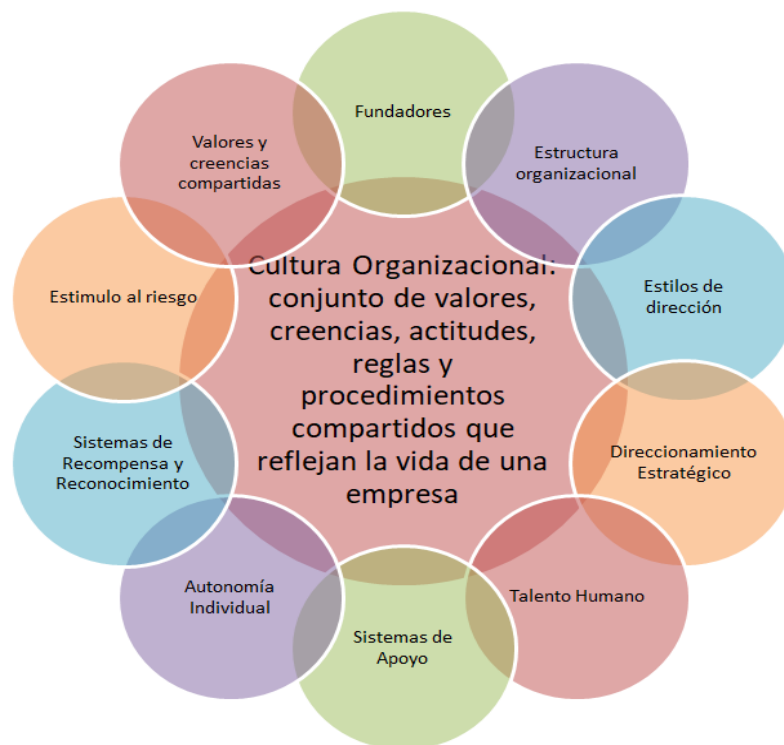 Fundadores
Estructura
organizacional
Estilos de
dirección
Direccionamiento
Estratégico
Talento Humano
Sistemas de
Apoyo
Autonomía
Individual
Sistemas de
Recompensa y
Reconocimiento
Estimulo al riesgo
Valores y
creencias
compartidas
Cultura Organizacional:
conjunto de valores,
creencias, actitudes,
reglas y
procedimientos
compartidos que
reflejan la vida de una
empresa